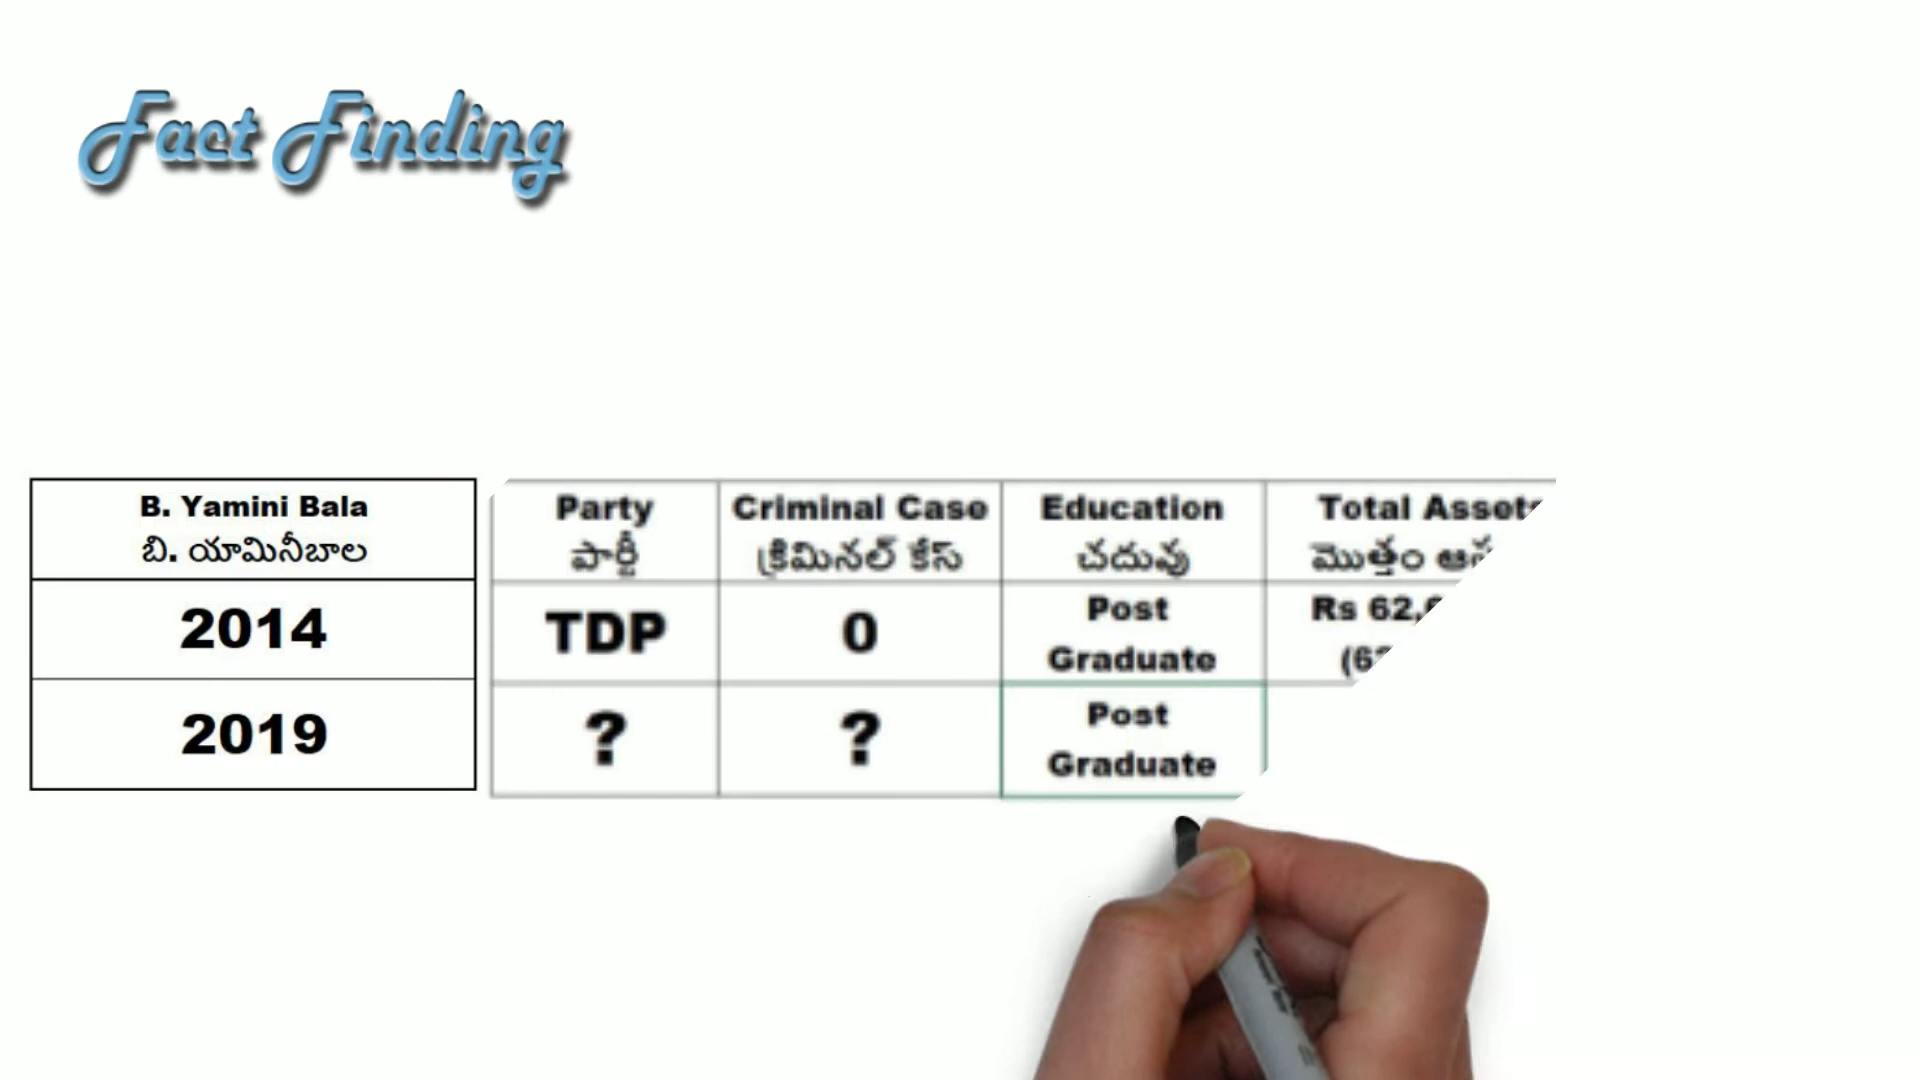 Fact Finding
B. Yamini Bala
బి. యామినీబాల
2014
2019
Party
పార్టీ
Criminal Case
క్రిమినల్ కేస్
Education
చదువు
Total Assets
మొత్తం
TDP
0
Post
Graduate
Rs 62,
(62
?
?
Post
Graduate